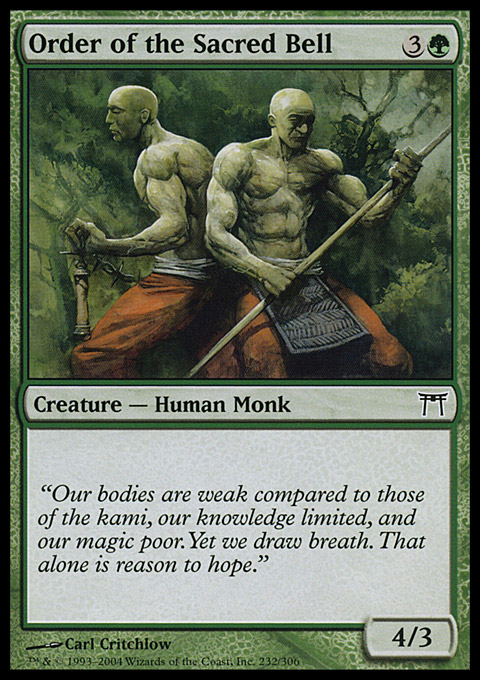 Order of the Sacred Bell 3
Creature — Human Monk
“Our bodies are weak compared to those
of the kami, our knowledge limited, and
our magic poor. Yet we draw breath. That
alone is reason to hope.”
Carl Critchlow
4/3
™ & © 1993–2004 Wizards of the Coast, Inc. 232/306